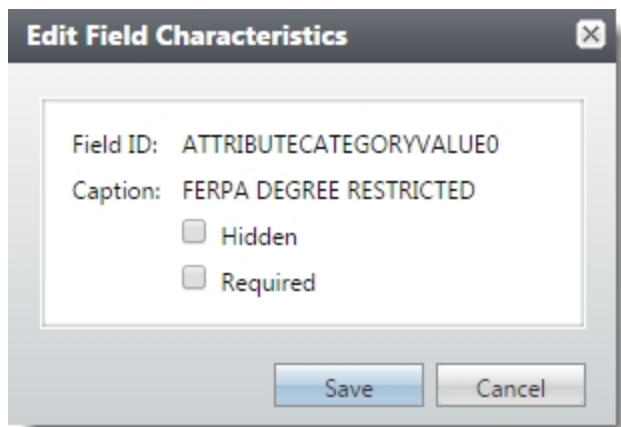 Edit Field Characteristics
Field ID: ATTRIBUTECATEGORYVALUE0
Caption: FERPA DEGREE RESTRICTED
Hidden
Required
Save Cancel